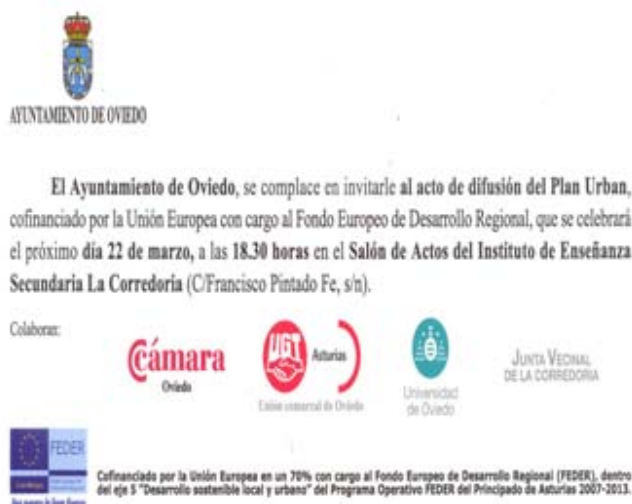 AYUNTAMIENTO DE OVIEDO
El Ayuntamiento de Oviedo, se complace en invitarle al acto de difusión del Plan Urban,
cofinanciado por la Unión Europea con cargo al Fondo Europeo de Desarrollo Regional, que se celebrará
el próximo día 22 de marzo, a las 18.30 horas en el Salón de Actos del Instituto de Enseñanza
Secundaria La Corredoria (C/Francisco Pintado Fe, s/n).
Colaboran:
cámara
Oviedo
UGT
Asturias
Unión comarcal de Oviedo
Universidad
de Oviedo
JUNTA VECINAL
DE LA CORREDORIA
FEDER
Cofinanciado por la Unión Europea en un 70% con cargo al Fondo Europeo de Desarrollo Regional (FEDER), dentro
del eje 5 "Desarrollo sostenible local y urbano" del Programa Operativo FEDER del Principado de Asturias 2007-2013.